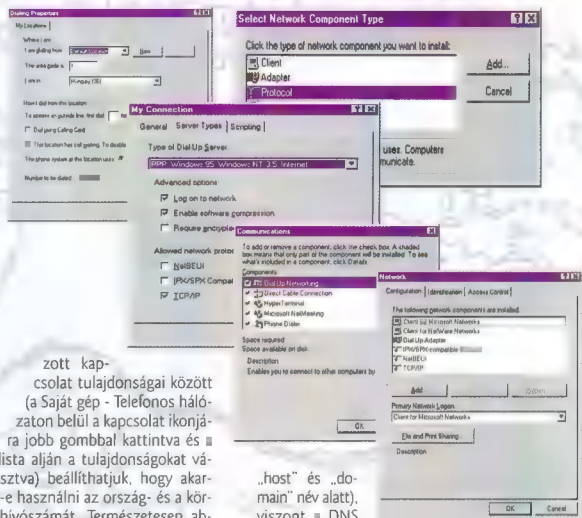 Dialing Properties
My Locations
Where I am:
I am dialing from:
New
The area code is
I am in
Hungary (36)
How I dial from this location:
To access an outside line, first dial
Dial using Calling Card
This location has call waiting. To disable
The phone system at this location uses:
Number to be dialed:
Select Network Component Type
Click the type of network component you want to install:
Client
Adapter
Protocol
Add...
Cancel
uses. Computers
municate.
My Connection
General Server Types Scripting
Type of Dial-Up Server:
PPP: Windows 95, Windows NT 3.5, Internet
Advanced options:
Log on to network
Enable software compression
Require encrypte
Allowed network protoc
NetBEUI
IPX/SPX Compat
TCP/IP
Communications
To add or remove a component, click the check box. A shaded
box means that only part of the component will be installed. To see
what's included in a component, click Details.
Components
Dial-Up Networking
Direct Cable Connection
HyperTerminal
Microsoft NetMeeting
Phone Dialer
Space required
Space available on disk
Description
Enables you to connect to other computers by
OK
Network
Configuration Identification Access Control
The following network components are installed:
Client for Microsoft Networks
Client for NetWare Networks
Dial-Up Adapter
IPX/SPX-compatible
NetBEUI
TCP/IP
Add...
Primary Network Logon:
Client for Microsoft Networks
File and Print Sharing...
Description
OK Cancel
zott kap-
csolat tulajdonságai között
(a Saját gép - Telefonos háló-
zaton belül a kapcsolat ikonjá-
ra jobb gombbal kattintva és a
lista alján a tulajdonságokat vá-
sztva) beállíthatjuk, hogy akar-
-e használni az ország- és a kör-
hívószámát. Természetesen ab-
„host” és „do-
main” név alatt),
viszont a DNS